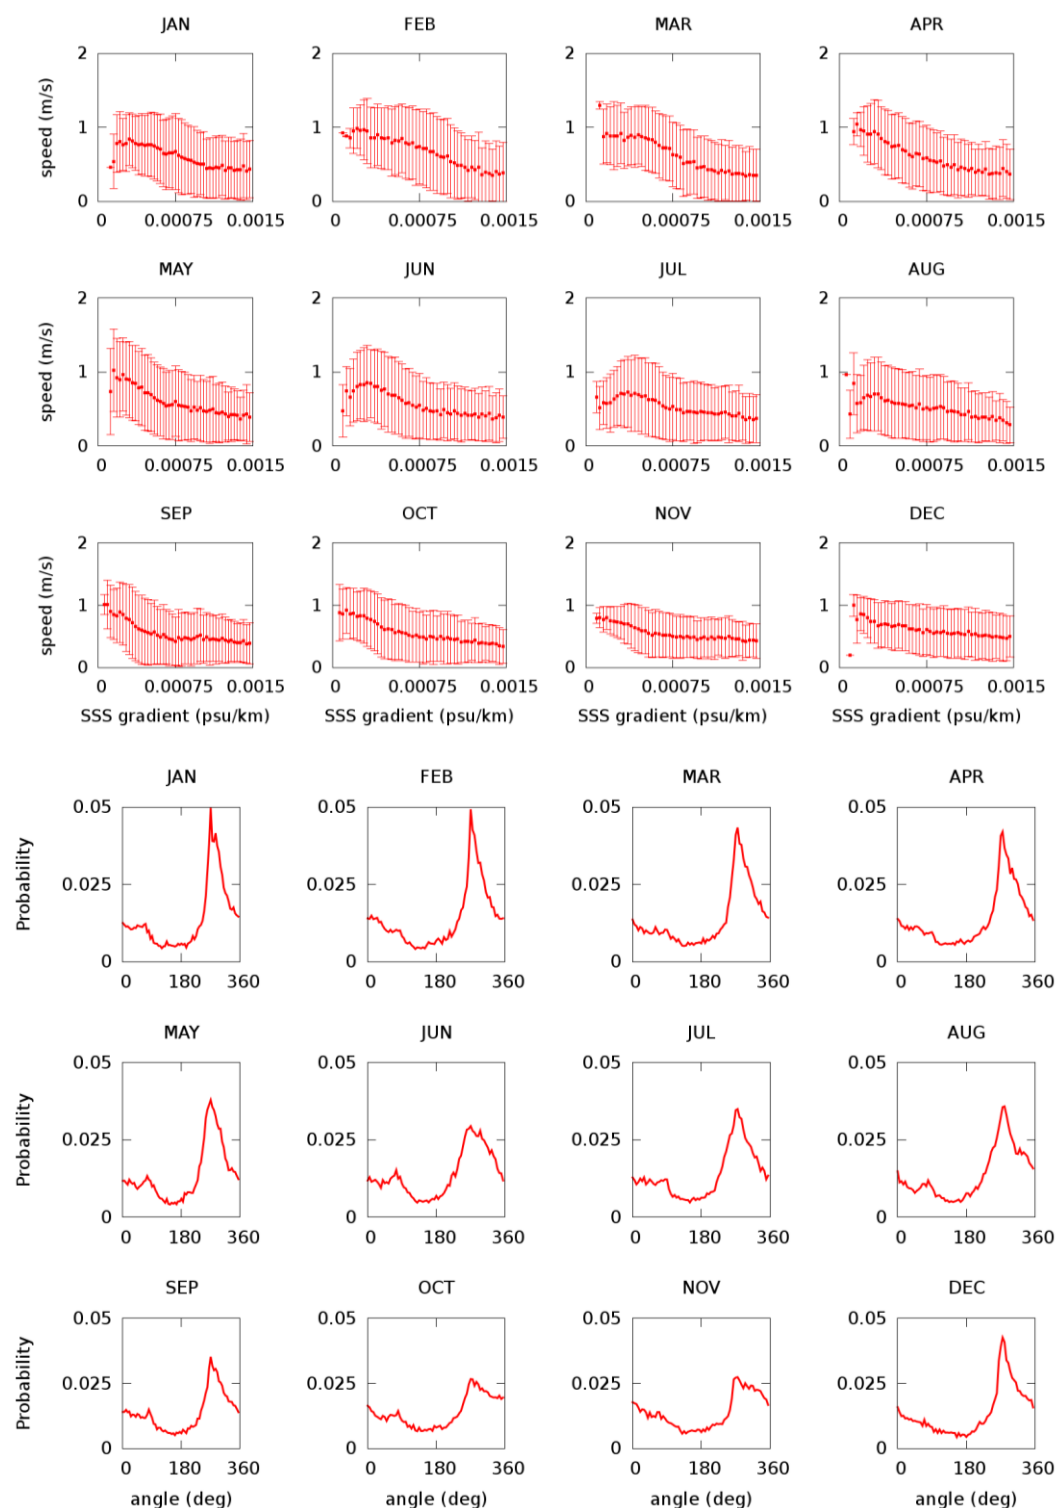 JAN FEB MAR APR
speed (m/s)
2 2 2 2
1 1 1 1
0 0 0 0
0 0.00075 0.0015 0 0.00075 0.0015 0 0.00075 0.0015 0 0.00075 0.0015
MAY JUN JUL AUG
speed (m/s)
2 2 2 2
1 1 1 1
0 0 0 0
0 0.00075 0.0015 0 0.00075 0.0015 0 0.00075 0.0015 0 0.00075 0.0015
SEP OCT NOV DEC
speed (m/s)
2 2 2 2
1 1 1 1
0 0 0 0
0 0.00075 0.0015 0 0.00075 0.0015 0 0.00075 0.0015 0 0.00075 0.0015
SSS gradient (psu/km) SSS gradient (psu/km) SSS gradient (psu/km) SSS gradient (psu/km)
JAN FEB MAR APR
Probability
0.05 0.05 0.05 0.05
0.025 0.025 0.025 0.025
0 0 0 0
0 180 360 0 180 360 0 180 360 0 180 360
MAY JUN JUL AUG
Probability
0.05 0.05 0.05 0.05
0.025 0.025 0.025 0.025
0 0 0 0
0 180 360 0 180 360 0 180 360 0 180 360
SEP OCT NOV DEC
Probability
0.05 0.05 0.05 0.05
0.025 0.025 0.025 0.025
0 0 0 0
0 180 360 0 180 360 0 180 360 0 180 360
angle (deg) angle (deg) angle (deg) angle (deg)